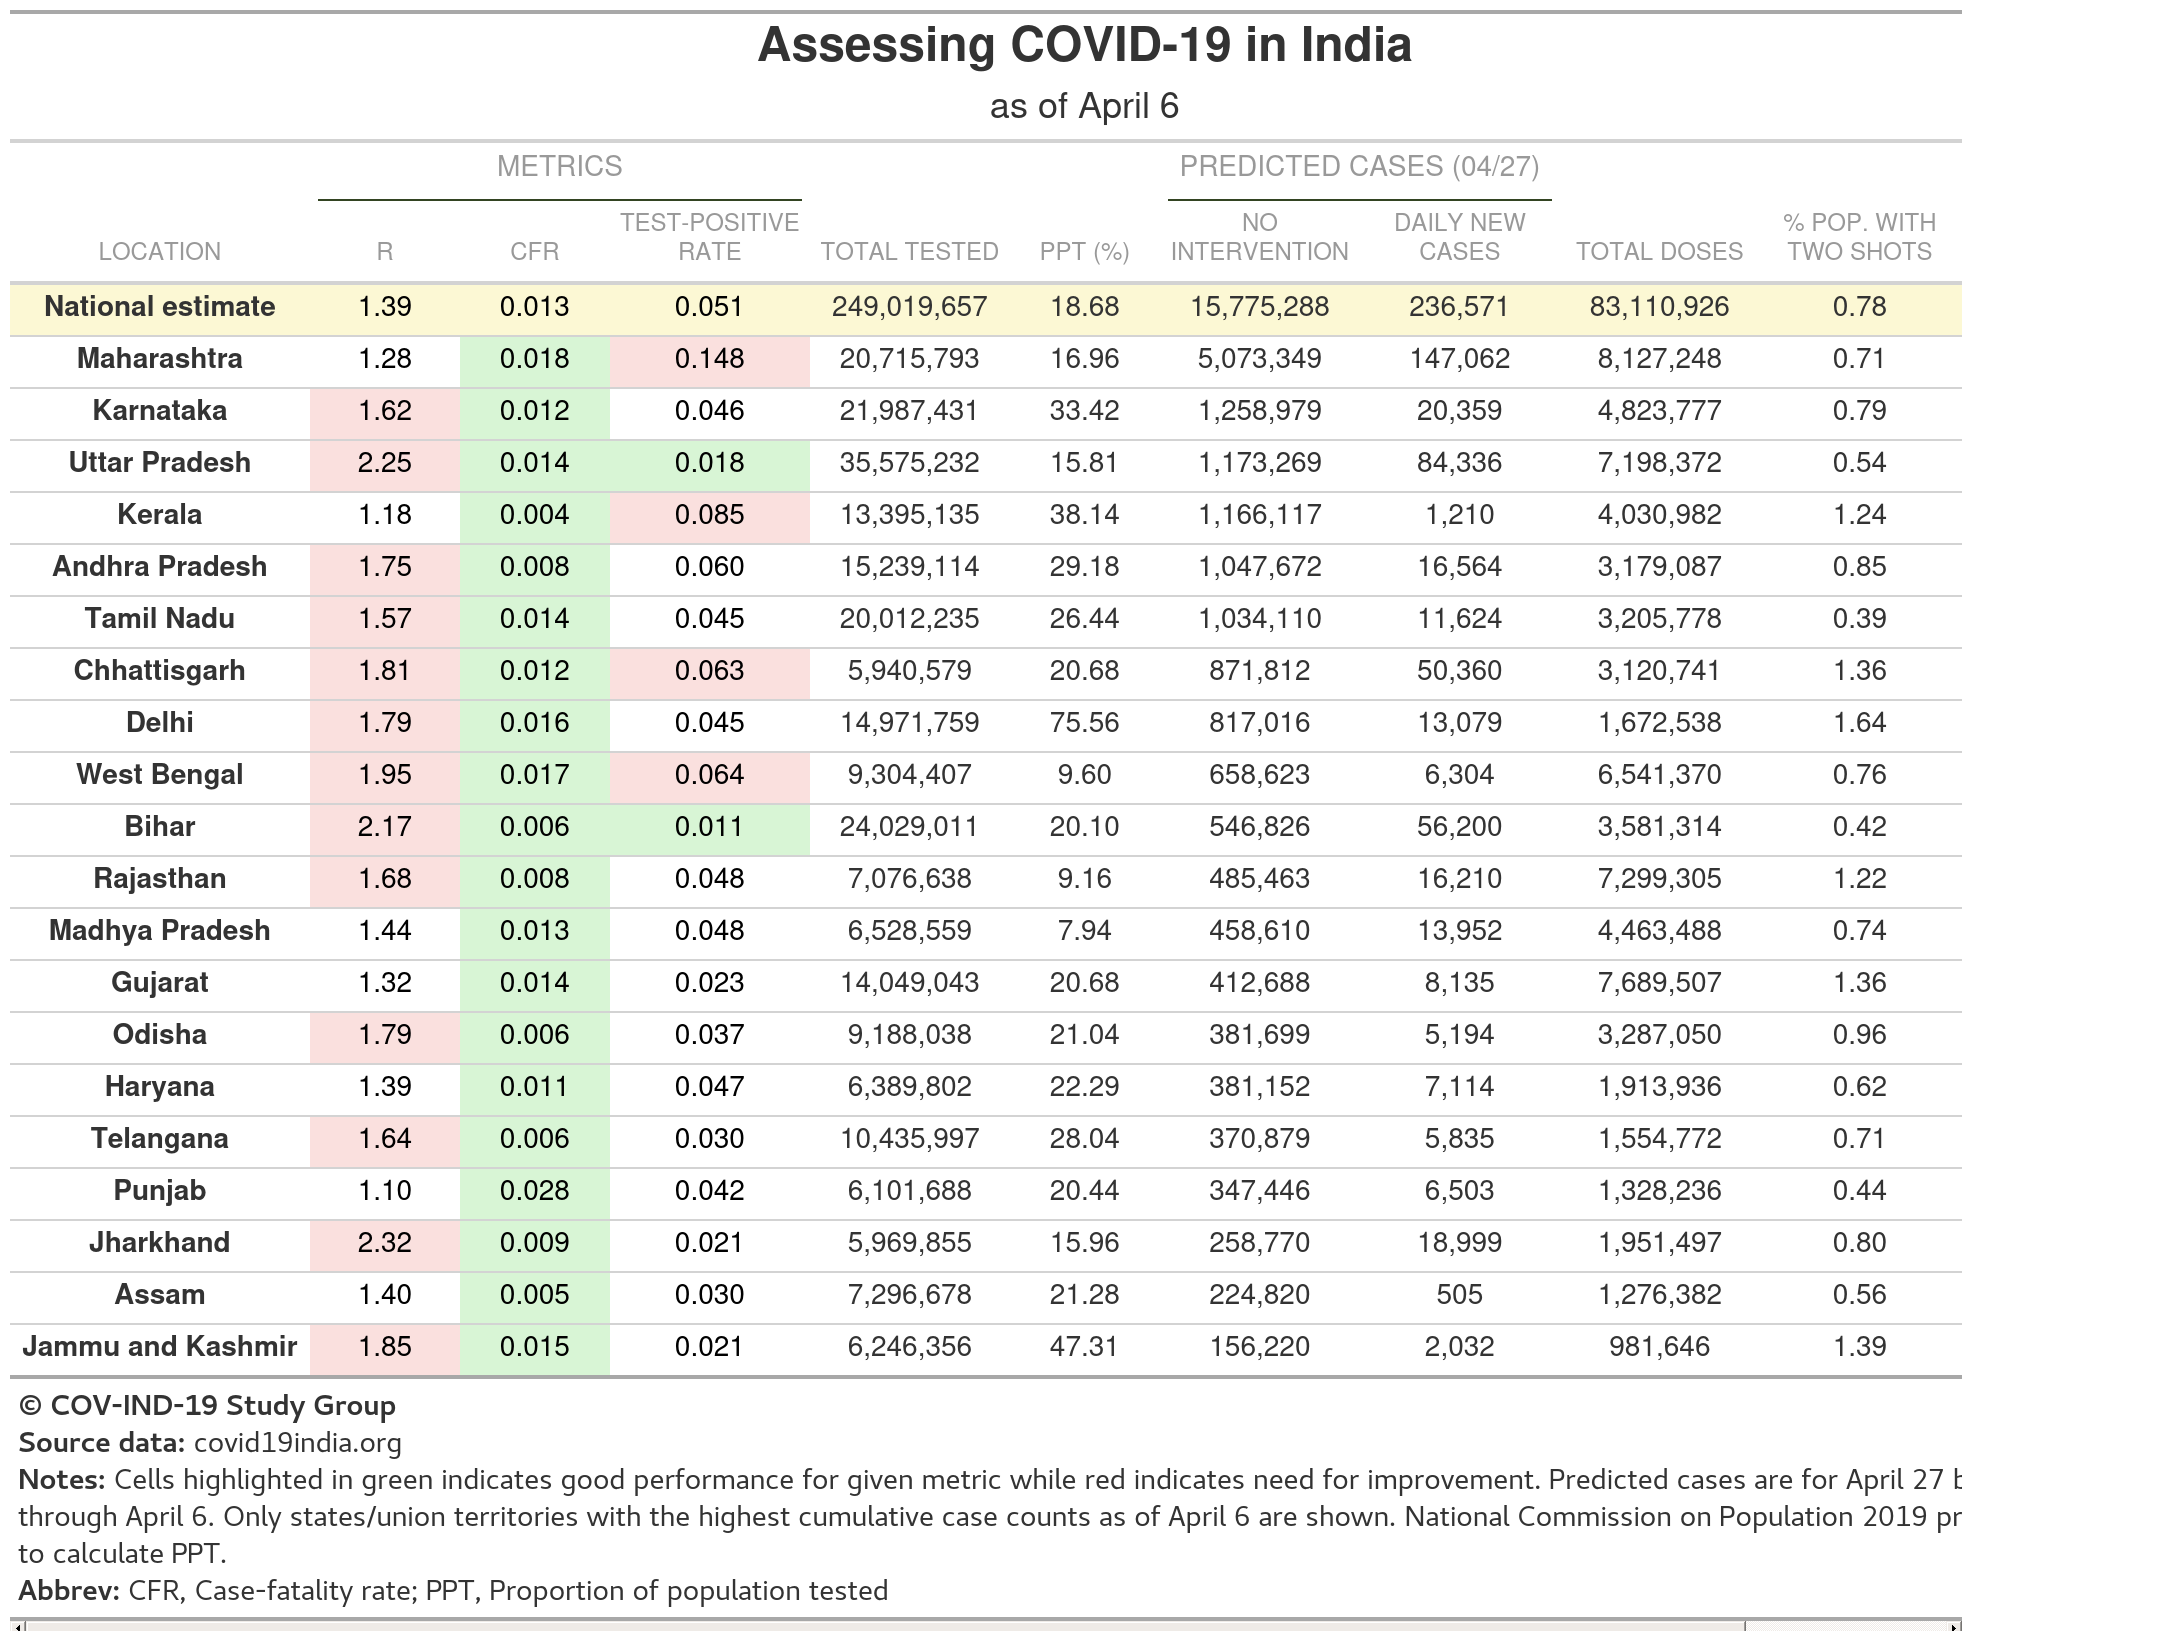 Assessing COVID-19 in India
as of April 6
METRICS PREDICTED CASES (04/27)
LOCATION R CFR TEST-POSITIVE RATE TOTAL TESTED PPT (%) NO INTERVENTION DAILY NEW CASES TOTAL DOSES % POP. WITH TWO SHOTS
National estimate 1.39 0.013 0.051 249,019,657 18.68 15,775,288 236,571 83,110,926 0.78
Maharashtra 1.28 0.018 0.148 20,715,793 16.96 5,073,349 147,062 8,127,248 0.71
Karnataka 1.62 0.012 0.046 21,987,431 33.42 1,258,979 20,359 4,823,777 0.79
Uttar Pradesh 2.25 0.014 0.018 35,575,232 15.81 1,173,269 84,336 7,198,372 0.54
Kerala 1.18 0.004 0.085 13,395,135 38.14 1,166,117 1,210 4,030,982 1.24
Andhra Pradesh 1.75 0.008 0.060 15,239,114 29.18 1,047,672 16,564 3,179,087 0.85
Tamil Nadu 1.57 0.014 0.045 20,012,235 26.44 1,034,110 11,624 3,205,778 0.39
Chhattisgarh 1.81 0.012 0.063 5,940,579 20.68 871,812 50,360 3,120,741 1.36
Delhi 1.79 0.016 0.045 14,971,759 75.56 817,016 13,079 1,672,538 1.64
West Bengal 1.95 0.017 0.064 9,304,407 9.60 658,623 6,304 6,541,370 0.76
Bihar 2.17 0.006 0.011 24,029,011 20.10 546,826 56,200 3,581,314 0.42
Rajasthan 1.68 0.008 0.048 7,076,638 9.16 485,463 16,210 7,299,305 1.22
Madhya Pradesh 1.44 0.013 0.048 6,528,559 7.94 458,610 13,952 4,463,488 0.74
Gujarat 1.32 0.014 0.023 14,049,043 20.68 412,688 8,135 7,689,507 1.36
Odisha 1.79 0.006 0.037 9,188,038 21.04 381,699 5,194 3,287,050 0.96
Haryana 1.39 0.011 0.047 6,389,802 22.29 381,152 7,114 1,913,936 0.62
Telangana 1.64 0.006 0.030 10,435,997 28.04 370,879 5,835 1,554,772 0.71
Punjab 1.10 0.028 0.042 6,101,688 20.44 347,446 6,503 1,328,236 0.44
Jharkhand 2.32 0.009 0.021 5,969,855 15.96 258,770 18,999 1,951,497 0.80
Assam 1.40 0.005 0.030 7,296,678 21.28 224,820 505 1,276,382 0.56
Jammu and Kashmir 1.85 0.015 0.021 6,246,356 47.31 156,220 2,032 981,646 1.39
© COV-IND-19 Study Group
Source data: covid19india.org
Notes: Cells highlighted in green indicates good performance for given metric while red indicates need for improvement. Predicted cases are for April 27
through April 6. Only states/union territories with the highest cumulative case counts as of April 6 are shown. National Commission on Population 2019
to calculate PPT.
Abbrev: CFR, Case-fatality rate; PPT, Proportion of population tested